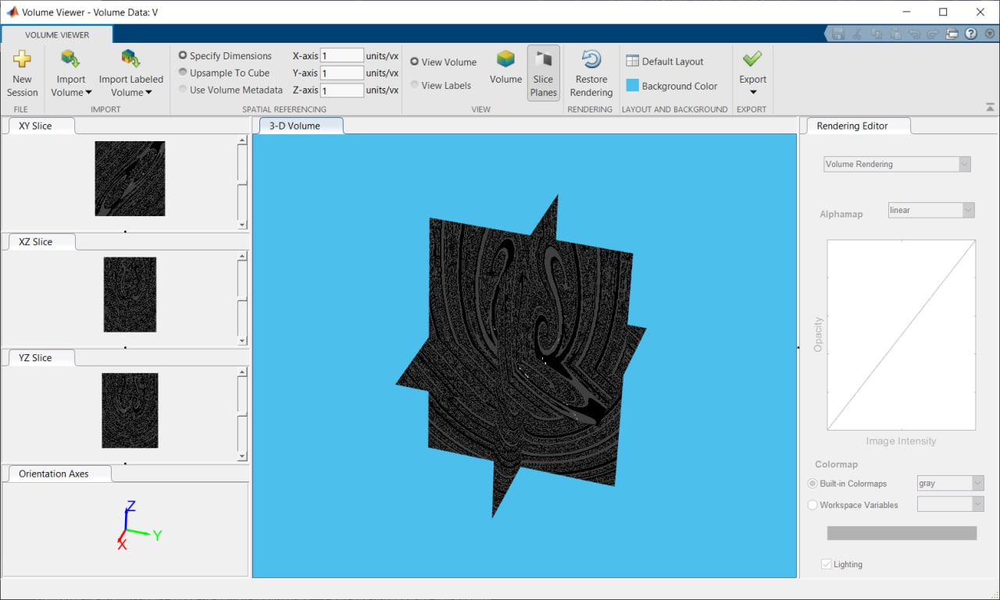 Volume Viewer - Volume Data: V
VOLUME VIEWER
New Session
Import Volume
Import Labeled Volume
Specify Dimensions
Upsample To Cube
Use Volume Metadata
X-axis 1 units/vx
Y-axis 1 units/vx
Z-axis 1 units/vx
View Volume
View Labels
Volume
Slice Planes
Restore Rendering
Default Layout
Background Color
Export
FILE
IMPORT
SPATIAL REFERENCING
VIEW
RENDERING
LAYOUT AND BACKGROUND
EXPORT
XY Slice
XZ Slice
YZ Slice
Orientation Axes
Z
Y
X
3-D Volume
Rendering Editor
Volume Rendering
Alphamap
linear
Opacity
Image Intensity
Colormap
Built-in Colormaps
gray
Workspace Variables
Lighting